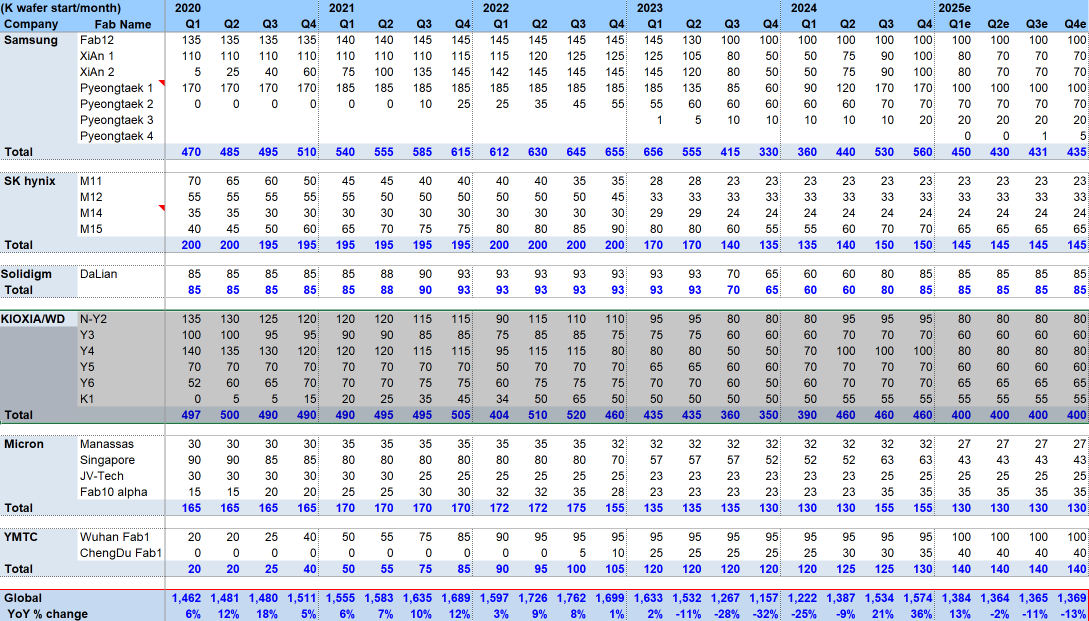 (K wafer start/month) 2020 2021 2022 2023 2024 2025e
Company Fab Name Q1 Q2 Q3 Q4 Q1 Q2 Q3 Q4 Q1 Q2 Q3 Q4 Q1 Q2 Q3 Q4 Q1 Q2 Q3 Q4 Q1e Q2e Q3e Q4e
Samsung Fab12 135 135 135 135 140 140 145 145 145 145 145 145 145 130 100 100 100 100 100 100 100 100 100 100
XiAn 1 110 110 110 110 110 110 110 115 115 120 125 125 125 105 80 50 50 75 90 100 80 70 70 70
XiAn 2 5 25 40 60 75 100 135 145 142 145 145 145 145 120 80 50 50 75 90 100 80 70 70 70
Pyeongtaek 1 170 170 170 170 185 185 185 185 185 185 185 185 185 135 85 60 90 120 170 170 100 100 100 100
Pyeongtaek 2 0 0 0 0 0 0 10 25 25 35 45 55 55 60 60 60 60 60 70 70 70 70 70 70
Pyeongtaek 3 1 5 10 10 10 10 10 20 20 20 20 20
Pyeongtaek 4 0 0 1 5
Total 470 485 495 510 540 555 585 615 612 630 645 655 656 555 415 330 360 440 530 560 450 430 431 435
SK hynix M11 70 65 60 50 45 45 40 40 40 40 35 35 28 28 23 23 23 23 23 23 23 23 23 23
M12 55 55 55 55 55 50 50 50 50 50 50 45 33 33 33 33 33 33 33 33 33 33 33 33
M14 35 35 30 30 30 30 30 30 30 30 30 30 29 29 24 24 24 24 24 24 24 24 24 24
M15 40 45 50 60 65 70 75 75 80 80 85 90 80 80 60 55 55 60 70 70 65 65 65 65
Total 200 200 195 195 195 195 195 195 200 200 200 200 170 170 140 135 135 140 150 150 145 145 145 145
Solidigm DaLian 85 85 85 85 85 88 90 93 93 93 93 93 93 93 70 65 60 60 80 85 85 85 85 85
Total 85 85 85 85 85 88 90 93 93 93 93 93 93 93 70 65 60 60 80 85 85 85 85 85
KIOXIA/WD N-Y2 135 130 125 120 120 120 115 115 90 115 110 110 95 95 80 80 80 95 95 95 80 80 80 80
Y3 100 100 95 95 90 90 85 85 75 85 85 75 75 75 60 60 60 70 70 70 60 60 60 60
Y4 140 135 130 120 120 120 115 115 95 115 115 80 80 80 50 50 70 100 100 100 80 80 80 80
Y5 70 70 70 70 70 70 70 70 50 70 70 70 65 65 60 60 60 70 70 70 65 65 65 65
Y6 52 60 65 70 70 70 75 75 60 75 75 75 70 70 60 50 60 70 70 70 65 65 65 65
K1 0 5 5 15 20 25 35 45 34 50 65 50 50 50 50 50 50 55 55 55 50 50 50 50
Total 497 500 490 490 490 495 495 505 404 510 520 460 435 435 360 350 390 460 460 460 400 400 400 400
Micron Manassas 30 30 30 30 35 35 35 35 35 35 35 32 32 32 32 32 32 32 32 32 27 27 27 27
Singapore 90 90 85 85 80 80 80 80 80 80 80 70 57 57 57 52 52 52 63 63 43 43 43 43
JV-Tech 30 30 30 30 30 30 25 25 25 25 25 25 23 23 23 23 23 23 25 25 25 25 25 25
Fab10 alpha 15 15 20 20 25 25 30 30 32 32 35 28 23 23 23 23 23 23 35 35 35 35 35 35
Total 165 165 165 165 170 170 170 170 172 172 175 155 135 135 135 130 130 130 155 155 130 130 130 130
YMTC Wuhan Fab1 20 20 25 40 50 55 75 85 90 95 95 95 95 95 95 95 95 95 95 95 100 100 100 100
ChengDu Fab1 0 0 0 0 0 0 0 0 0 0 5 10 25 25 25 25 25 30 30 35 40 40 40 40
Total 20 20 25 40 50 55 75 85 90 95 100 105 120 120 120 120 120 125 125 130 140 140 140 140
Global 1,462 1,481 1,480 1,511 1,555 1,583 1,635 1,689 1,597 1,726 1,762 1,699 1,633 1,532 1,267 1,157 1,222 1,387 1,534 1,574 1,384 1,364 1,365 1,369
YoY % change 6% 12% 18% 5% 6% 7% 10% 12% 3% 9% 8% 1% 2% -11% -28% -32% -25% -9% 21% 36% 13% -2% -11% -13%